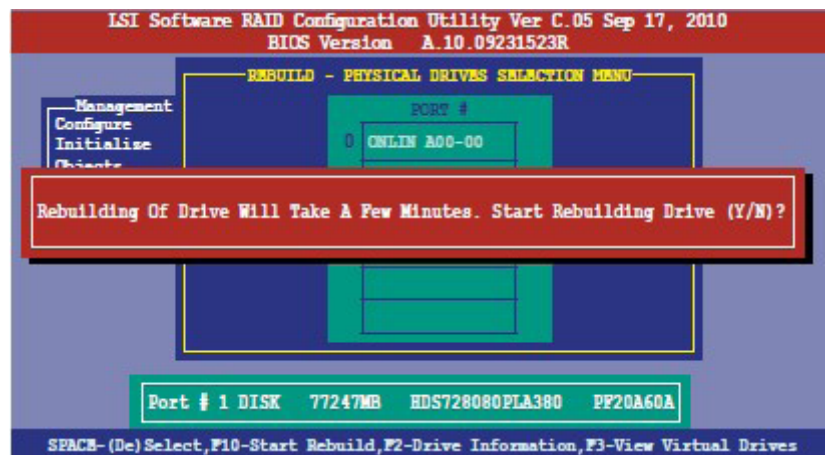 LSI Software RAID Configuration Utility Ver C.05 Sep 17, 2010
BIOS Version A.10.09231523R
REBUILD - PHYSICAL DRIVES SELECTION MENU
Management
Configure
Initialise
Objects
PORT #
0 ONLIN A00-00
Rebuilding Of Drive Will Take A Few Minutes. Start Rebuilding Drive (Y/N)?
Port # 1 DISK 77247MB HDS728080PLA380 PF20A60A
SPACE-(De)Select,F10-Start Rebuild,F2-Drive Information,F3-View Virtual Drives